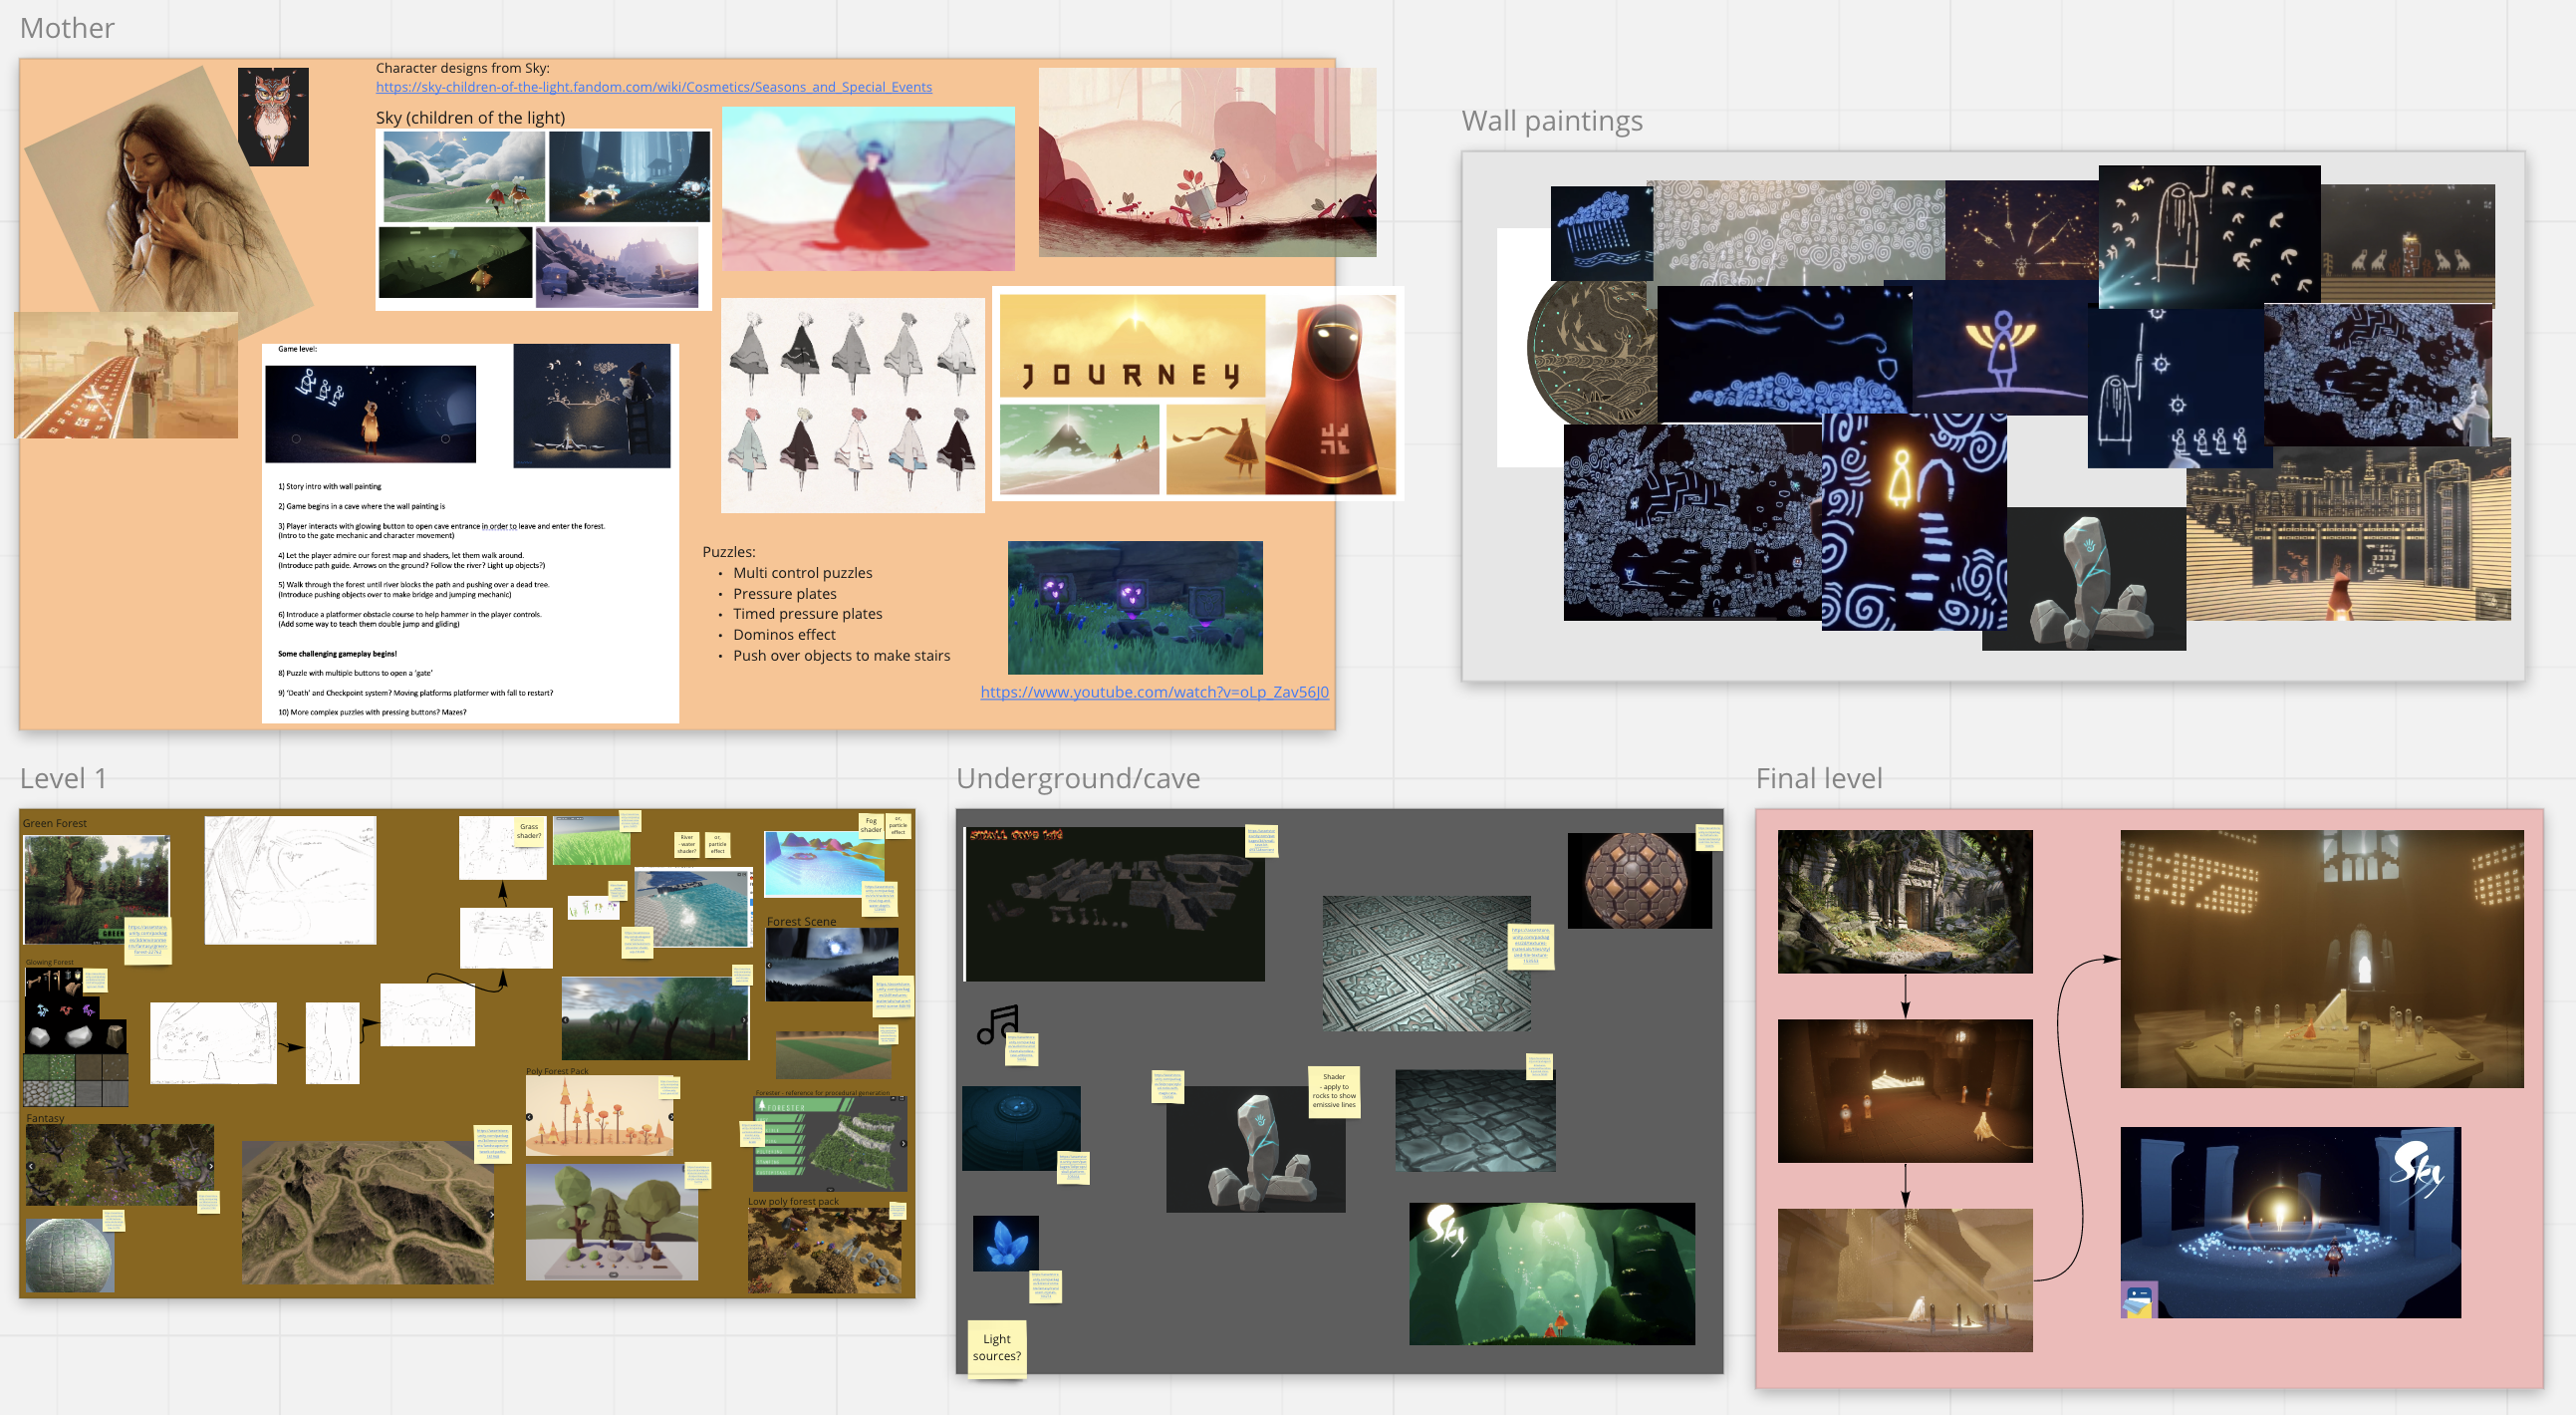 Mother
Character designs from Sky:
https://sky-children-of-the-light.fandom.com/wiki/Cosmetics/Seasons_and_Special_Events
Sky (children of the light)
JOURNEY
Game level:
1) Story intro with wall painting
2) Game begins in a cave where the wall painting is
3) Player interacts with glowing button to open cave entrance in order to leave and enter the forest.
(Intro to the gate mechanic and character movement)
4) Let the player admire our forest map and shaders, let them walk around.
(Introduce path guide. Arrows on the ground? Follow the river? Light up objects?)
5) Walk through the forest until river blocks the path and pushing over a dead tree.
(Introduce pushing objects over to make bridge and jumping mechanic)
6) Introduce a platformer obstacle course to help hammer in the player controls.
(Add some way to teach them double jump and gliding)
Some challenging gameplay begins!
8) Puzzle with multiple buttons to open a 'gate'
9) 'Death' and Checkpoint system? Moving platforms platformer with fall to restart?
10) More complex puzzles with pressing buttons? Mazes?
Puzzles:
• Multi control puzzles
• Pressure plates
• Timed pressure plates
• Dominos effect
• Push over objects to make stairs
https://www.youtube.com/watch?v=oLp_Zav56J0
Wall paintings
Level 1
Green Forest
Grass
shader?
River
- water
shader?
or,
particle
effect
Fog
shader
or,
particle
effect
Forest Scene
Glowing Forest
Fantasy
Poly Forest Pack
Forester - reference for procedural generation
FORESTER
Low poly forest pack
Underground/cave
Shader
- apply to
rocks to show
emissive lines
Sky
Light
sources?
Final level
Sky